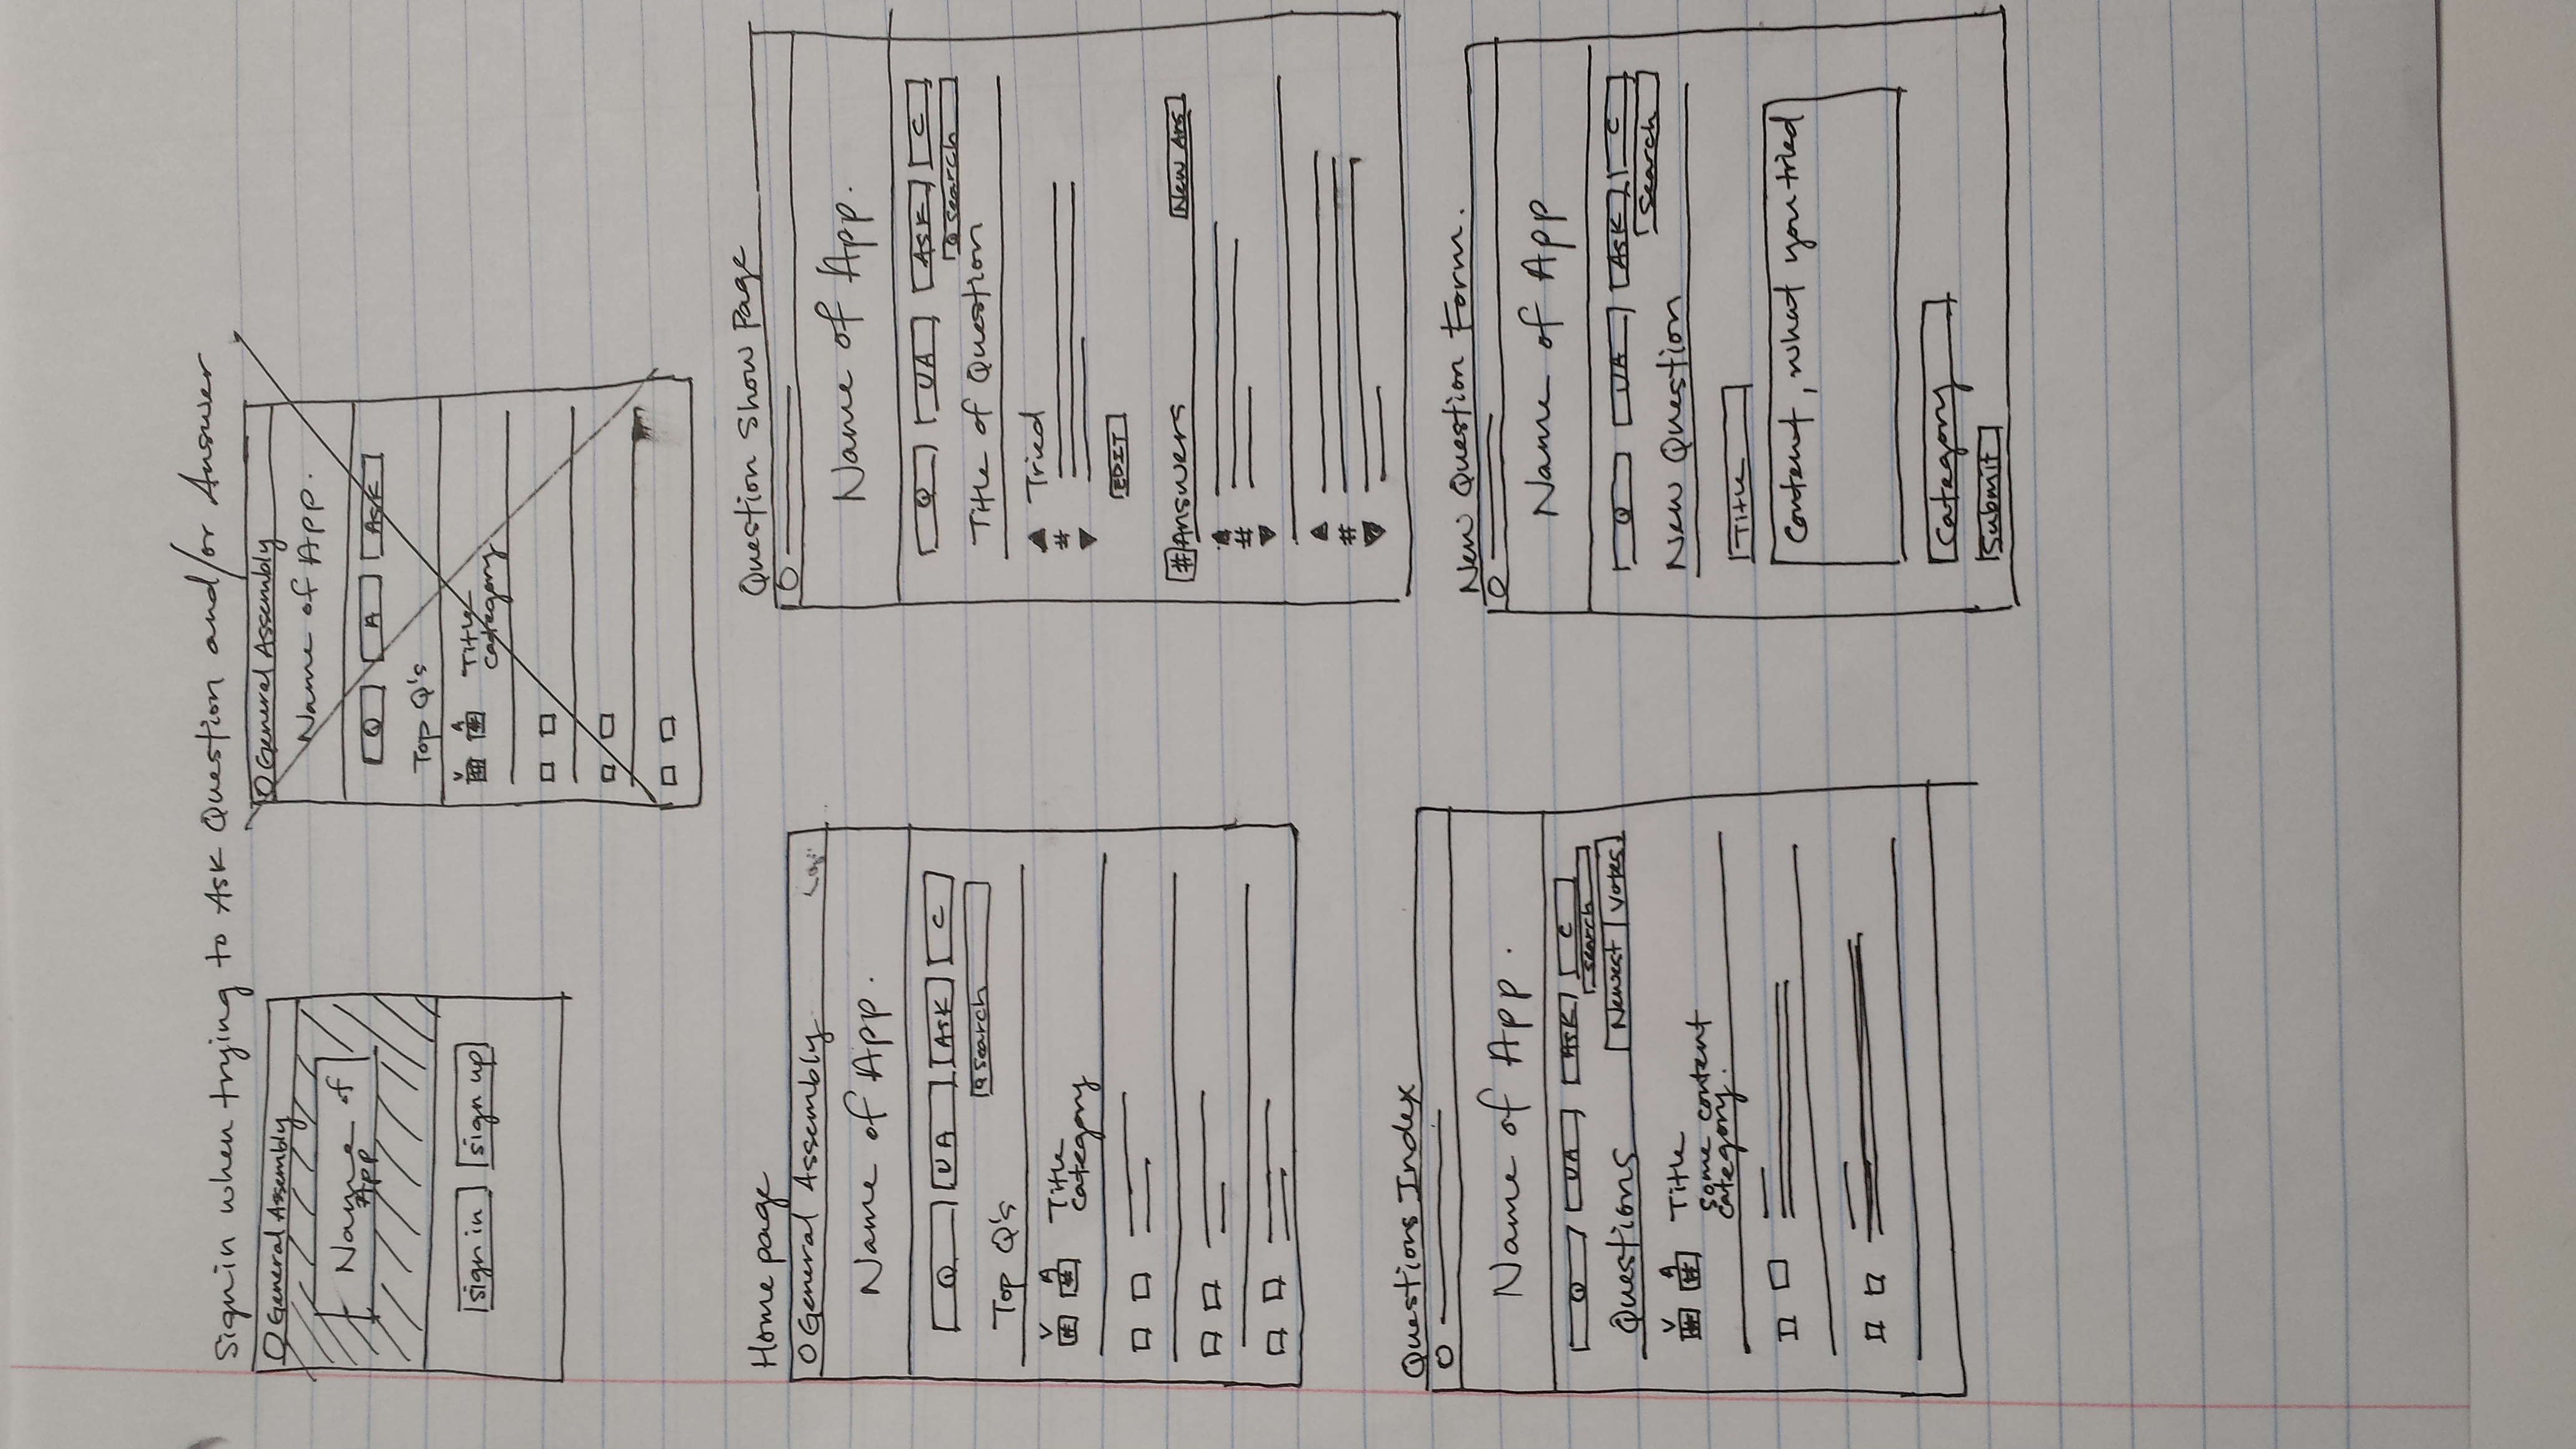 Sign in when trying to Ask Question and/or Answer
O General Assembly
Name of
App
sign in
sign up
O General Assembly
Name of App.
Q
A
Ask
Top Q's
V
A
#
#
Title
Category
Home page
O General Assembly
Name of App.
Q
UA
Ask
C
Q search
Top Q's
V
A
#
#
Title
Category
Question Show Page
Name of App.
Q
UA
ASK
C
Q search
Title of Question
Tried
#
EDIT
# Answers
New Ans
#
#
Questions Index
Name of App.
Q
UA
ASK
C
search
Questions
Newest
Votes
V
A
#
#
Title
Some content
Category.
New Question Form.
Name of App
Q
UA
ASK
C
search
New Question
Title
Content, what you tried
Category
Submit